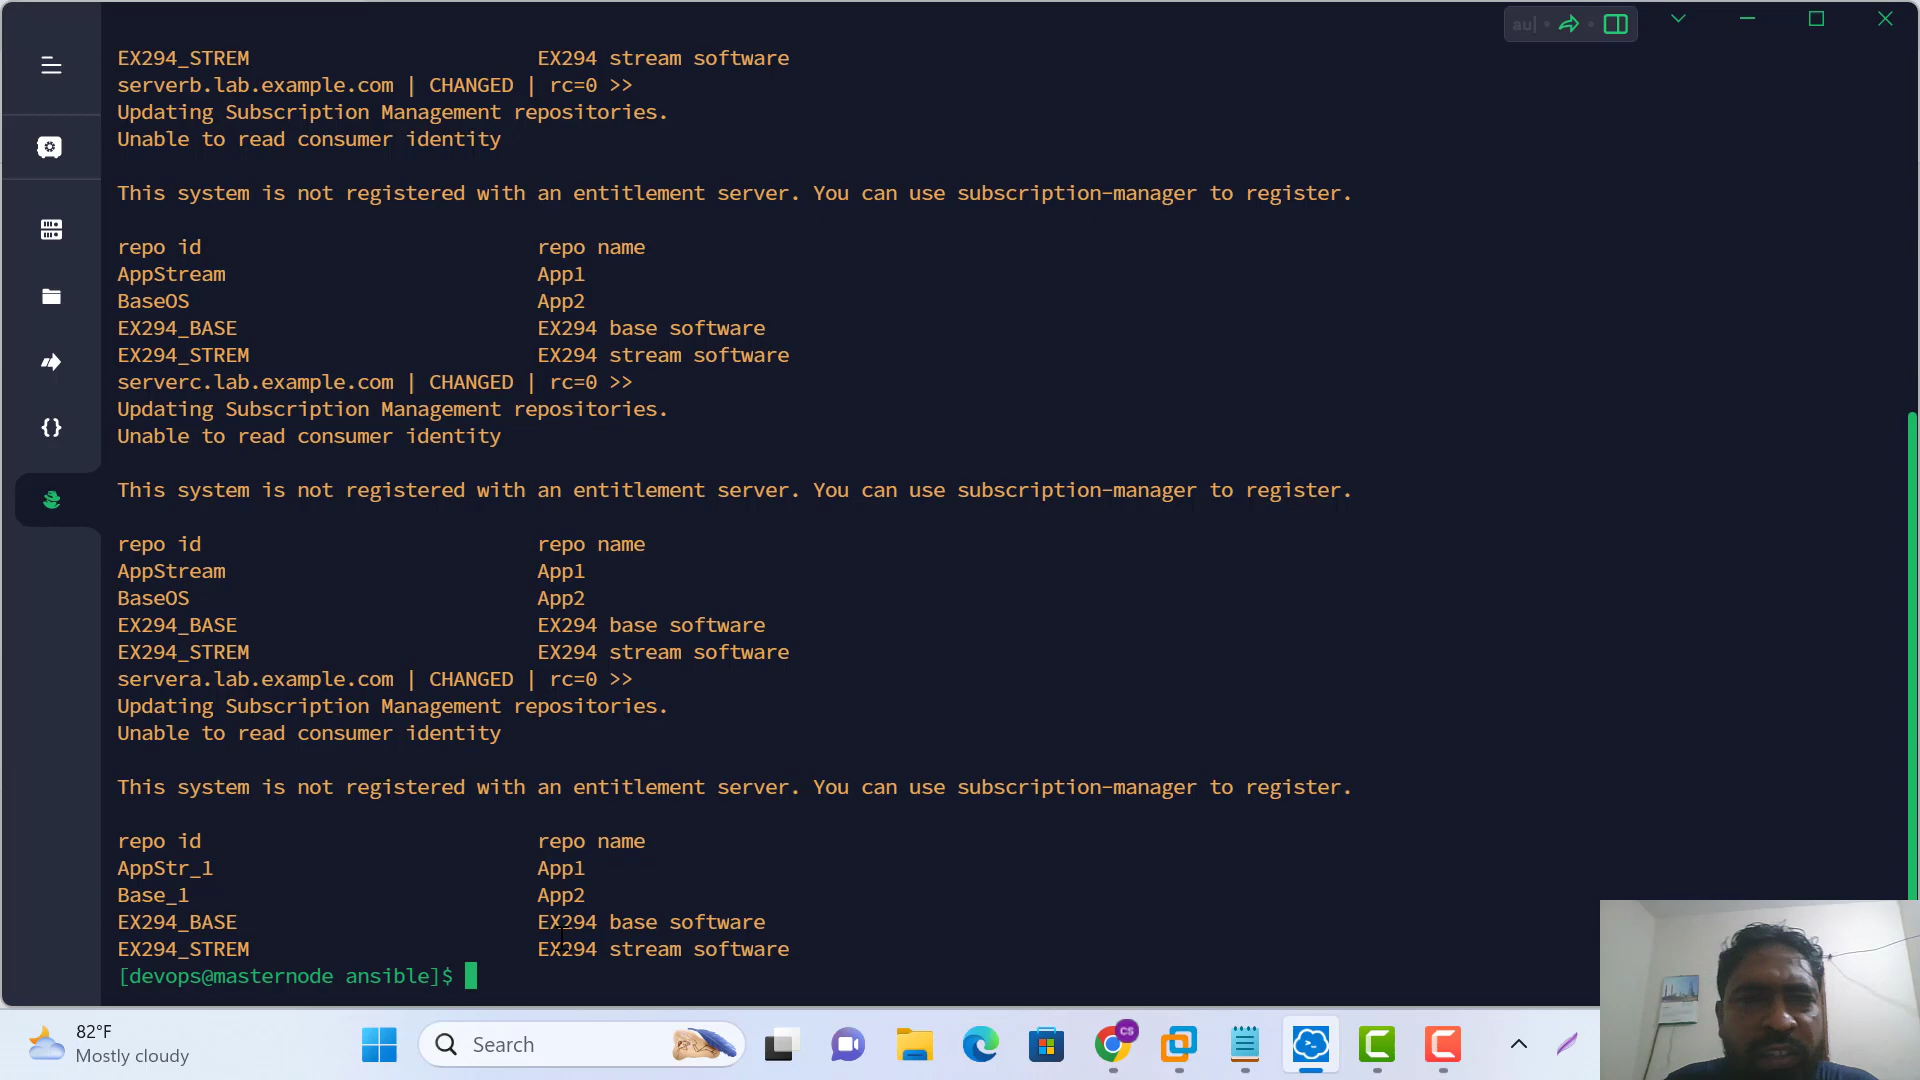 au|
EX294_STREM EX294 stream software
serverb.lab.example.com | CHANGED | rc=0 >>
Updating Subscription Management repositories.
Unable to read consumer identity
This system is not registered with an entitlement server. You can use subscription-manager to register.
repo id repo name
AppStream App1
BaseOS App2
EX294_BASE EX294 base software
EX294_STREM EX294 stream software
serverc.lab.example.com | CHANGED | rc=0 >>
Updating Subscription Management repositories.
Unable to read consumer identity
This system is not registered with an entitlement server. You can use subscription-manager to register.
repo id repo name
AppStream App1
BaseOS App2
EX294_BASE EX294 base software
EX294_STREM EX294 stream software
servera.lab.example.com | CHANGED | rc=0 >>
Updating Subscription Management repositories.
Unable to read consumer identity
This system is not registered with an entitlement server. You can use subscription-manager to register.
repo id repo name
AppStr_1 App1
Base_1 App2
EX294_BASE EX294 base software
EX294_STREM EX294 stream software
[devops@masternode ansible]$
82°F
Mostly cloudy
Search
CS